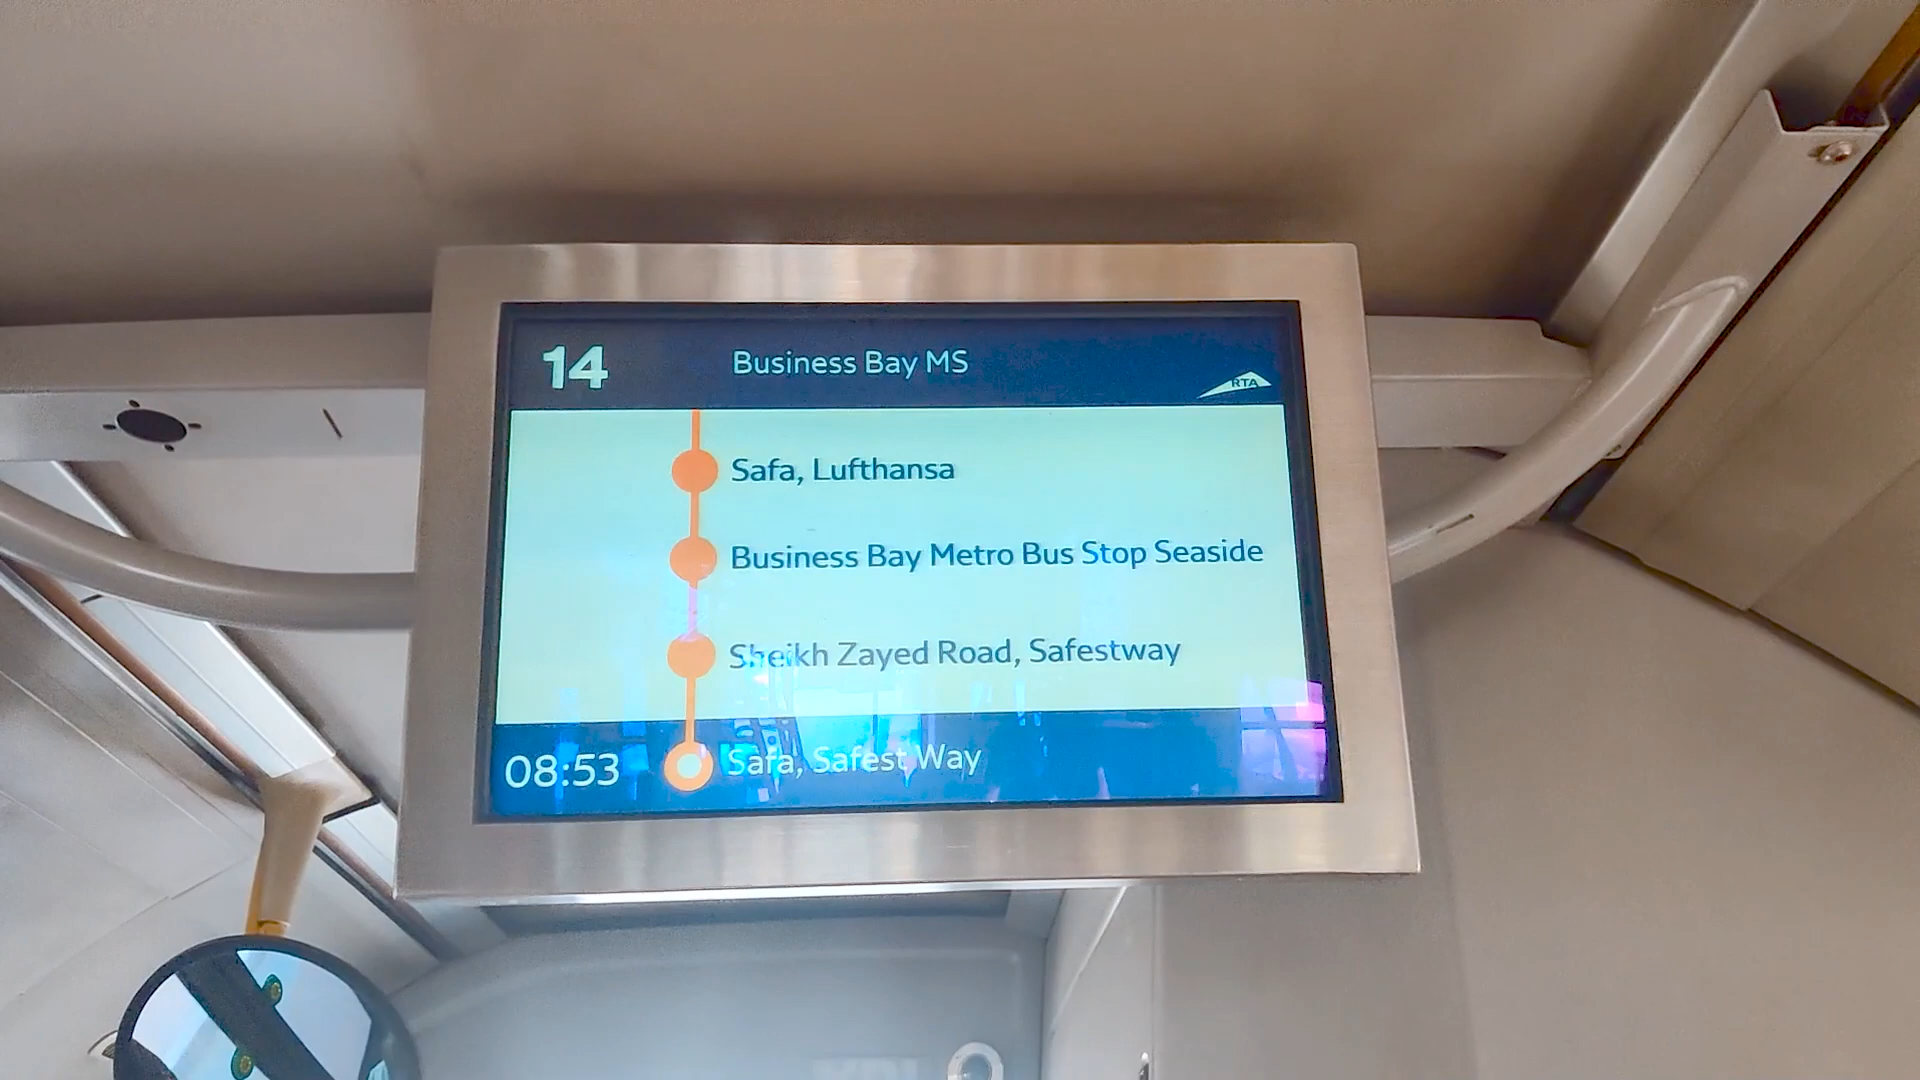 14
Business Bay MS
RTA
Safa, Lufthansa
Business Bay Metro Bus Stop Seaside
Sheikh Zayed Road, Safestway
08:53
Safa, Safest Way